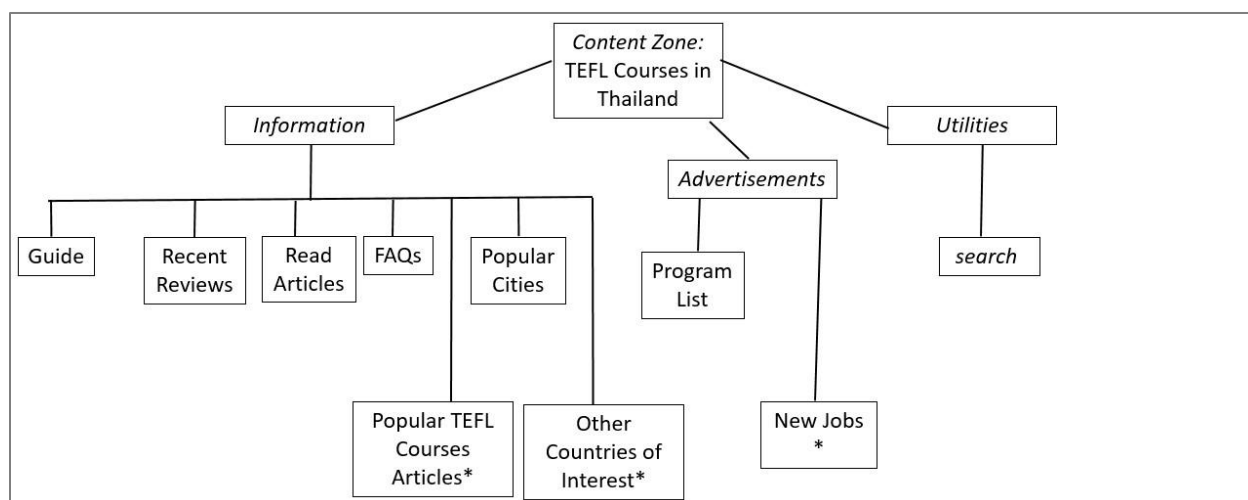 Content Zone:
TEFL Courses in
Thailand
Information
Utilities
Advertisements
Guide
Recent
Reviews
Read
Articles
FAQs
Popular
Cities
Program
List
search
Popular TEFL
Courses
Articles*
Other
Countries of
Interest*
New Jobs
*